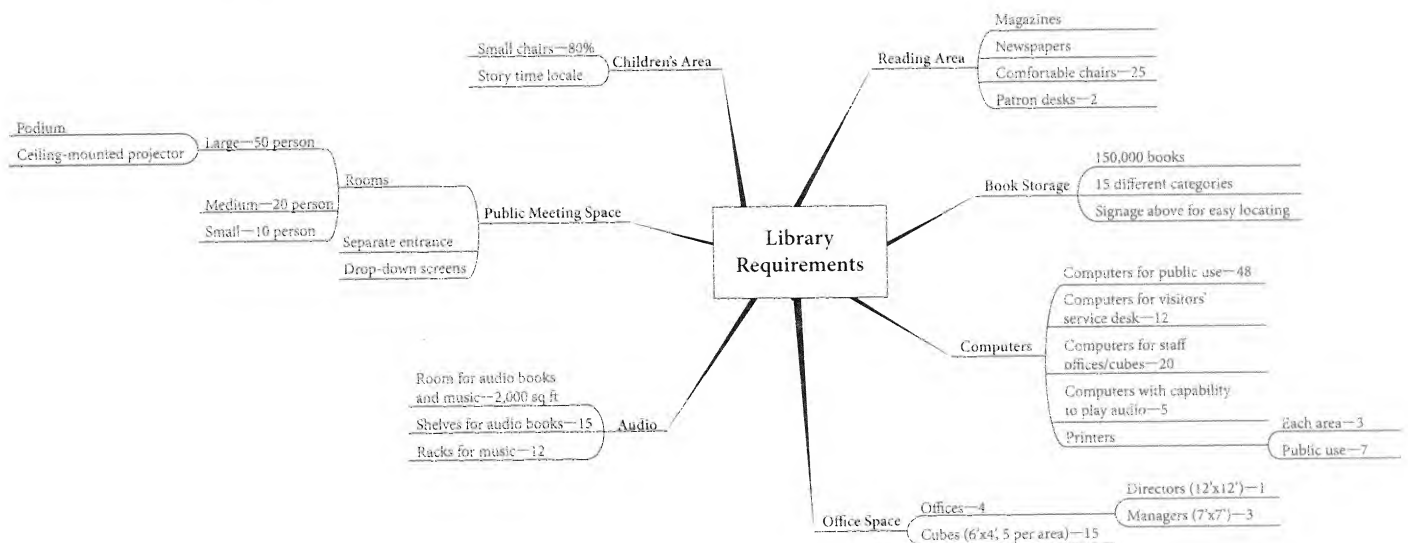 Library
Requirements
Children's Area
Small chairs—80%
Story time locale
Public Meeting Space
Rooms
Large—50 person
Podium
Ceiling-mounted projector
Medium—20 person
Small—10 person
Separate entrance
Drop-down screens
Audio
Room for audio books
and music—2,000 sq ft
Shelves for audio books—15
Racks for music—12
Reading Area
Magazines
Newspapers
Comfortable chairs—25
Patron desks—2
Book Storage
150,000 books
15 different categories
Signage above for easy locating
Computers
Computers for public use—48
Computers for visitors'
service desk—12
Computers for staff
offices/cubes—20
Computers with capability
to play audio—5
Printers
Each area—3
Public use—7
Office Space
Offices—4
Directors (12'x12')—1
Managers (7'x7')—3
Cubes (6'x4', 5 per area)—15